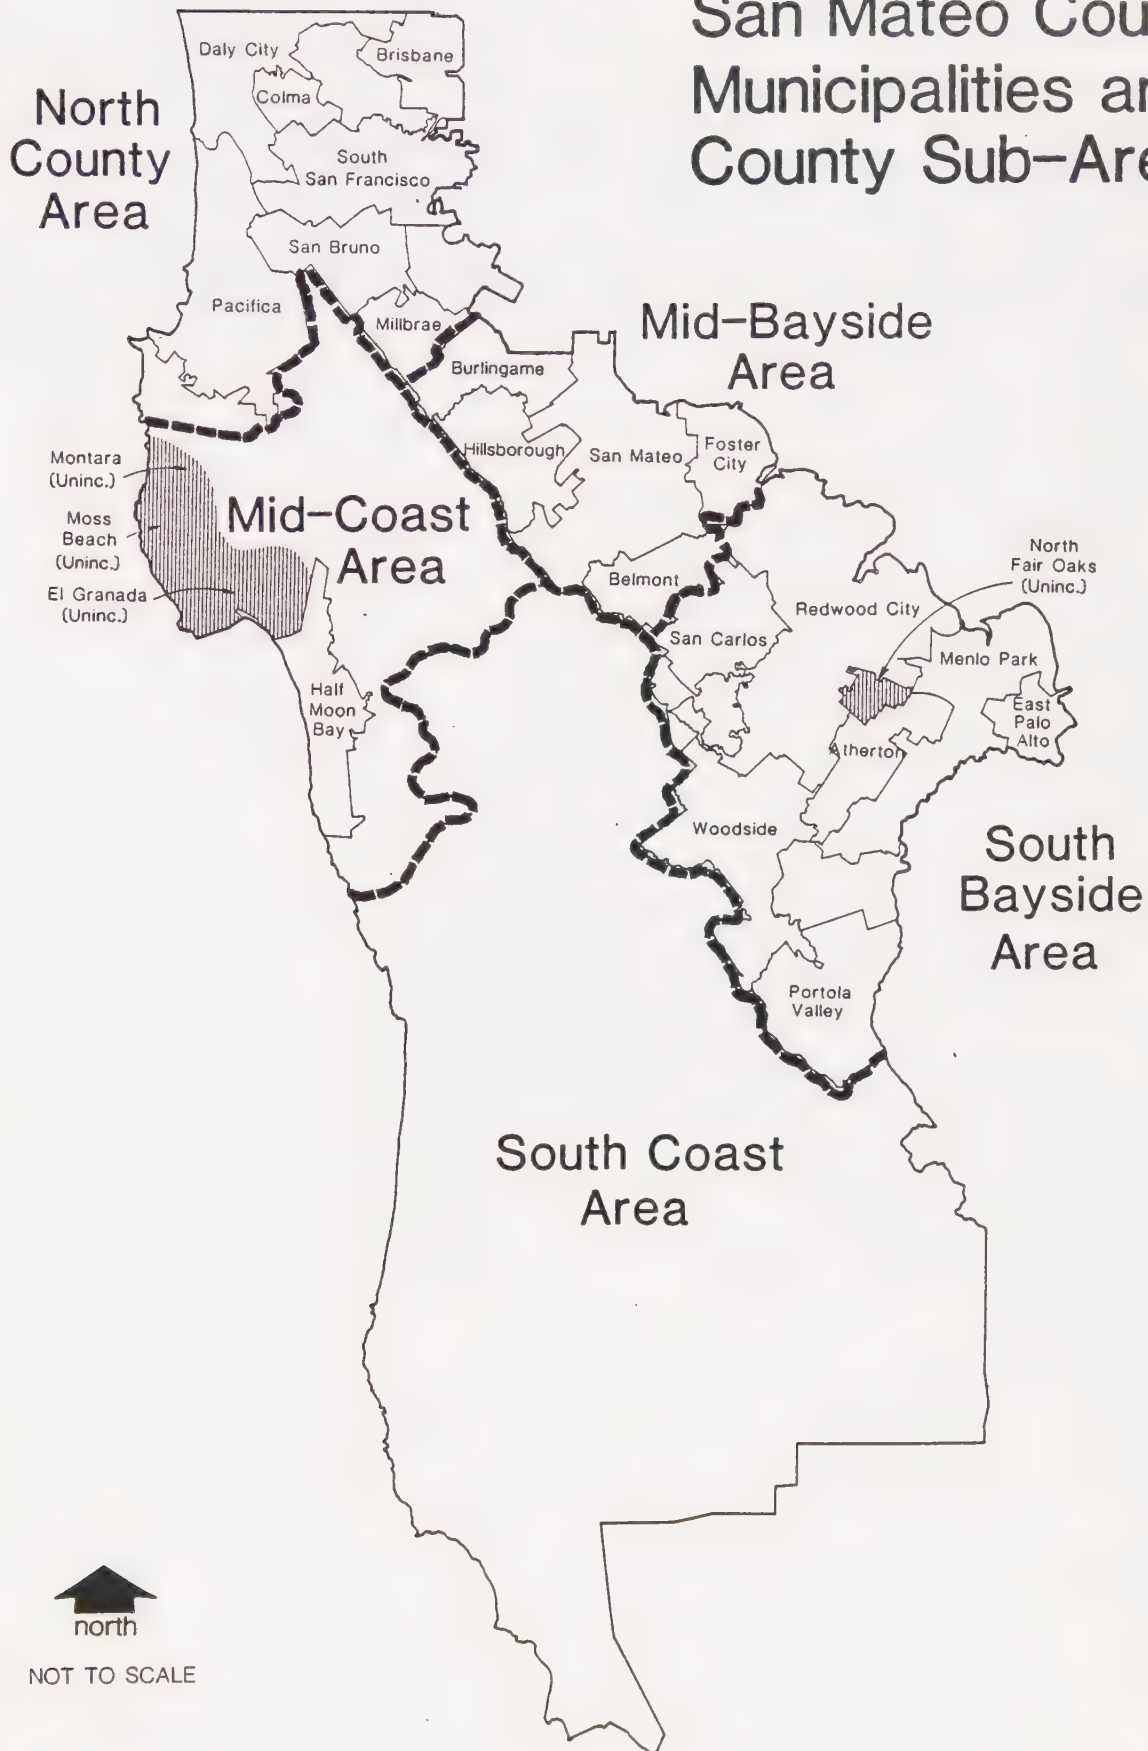 San Mateo Cou
Municipalities a
County Sub-Are
North
County
Area
Daly City
Brisbane
Colma
South
San Francisco
San Bruno
Pacifica
Millbrae
Mid-Bayside
Area
Burlingame
Hillsborough
San Mateo
Foster
City
Montara
(Uninc.)
Moss
Beach
(Uninc.)
El Granada
(Uninc.)
Mid-Coast
Area
Belmont
North
Fair Oaks
(Uninc.)
Redwood City
San Carlos
Menlo Park
Half
Moon
Bay
East
Palo
Alto
Atherton
Woodside
South
Bayside
Area
Portola
Valley
South Coast
Area
north
NOT TO SCALE